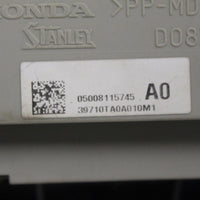 HONDA >PP-MD
STANLEY D08
05008115745 A0
39710TA0A010M1